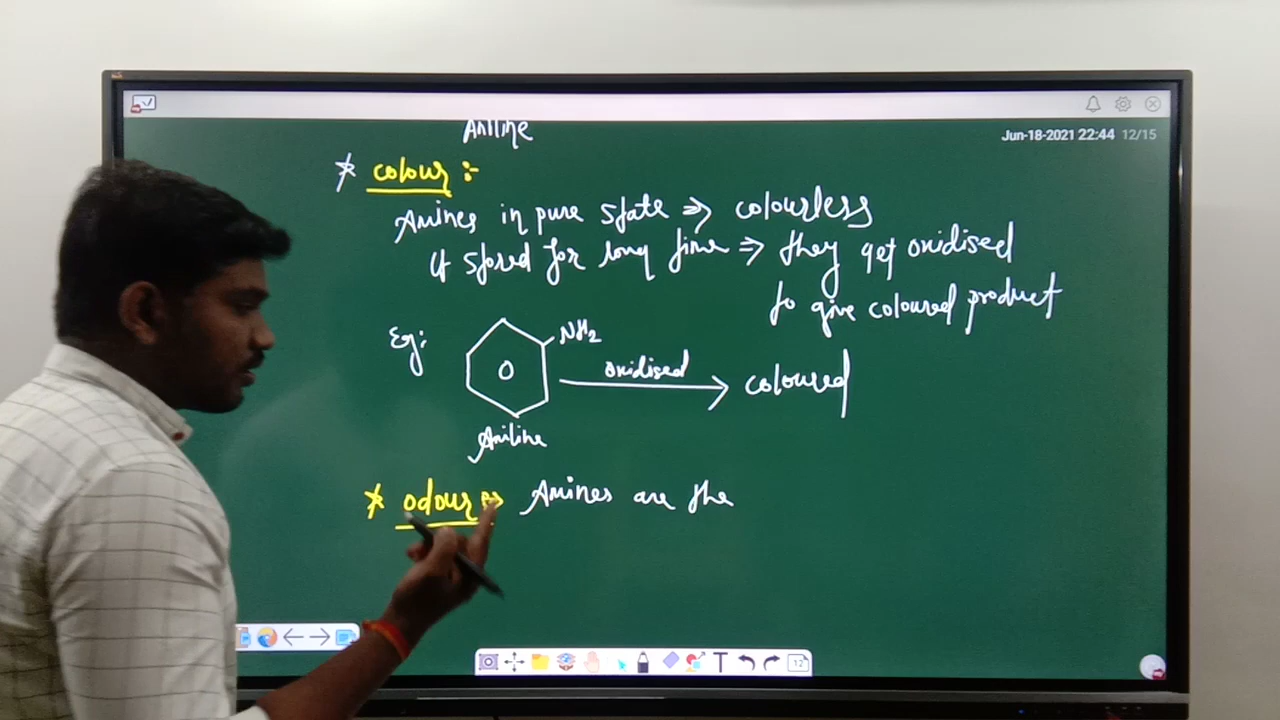 Aniline
Jun-18-2021 22:44 12/15
* colour :-
Amines in pure state ⇒ colourless
If stored for long time ⇒ they get oxidised
to give coloured product
Eg:
NH2
oxidised
coloured
Aniline
* odour ⇒ Amines are the
T
12